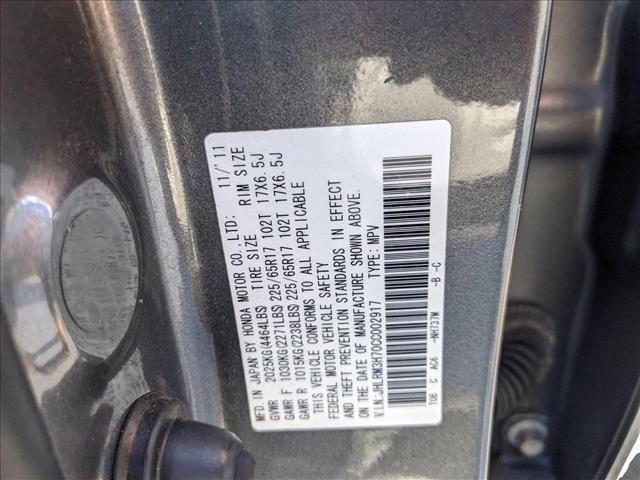 MFD. IN JAPAN BY HONDA MOTOR CO., LTD: 11/'11
TIRE SIZE RIM SIZE
GVWR 2025KG(4464LBS)
GAWR F 1030KG(2271LBS) 225/65R17 102T 17X6.5J
GAWR R 1015KG(2238LBS) 225/65R17 102T 17X6.5J
THIS VEHICLE CONFORMS TO ALL APPLICABLE
FEDERAL MOTOR VEHICLE SAFETY
AND THEFT PREVENTION STANDARDS IN EFFECT
ON THE DATE OF MANUFACTURE SHOWN ABOVE.
V.I.N.:JHLRM3H70CC002917 TYPE: MPV
T0B C AC6 -NH737M -B -C